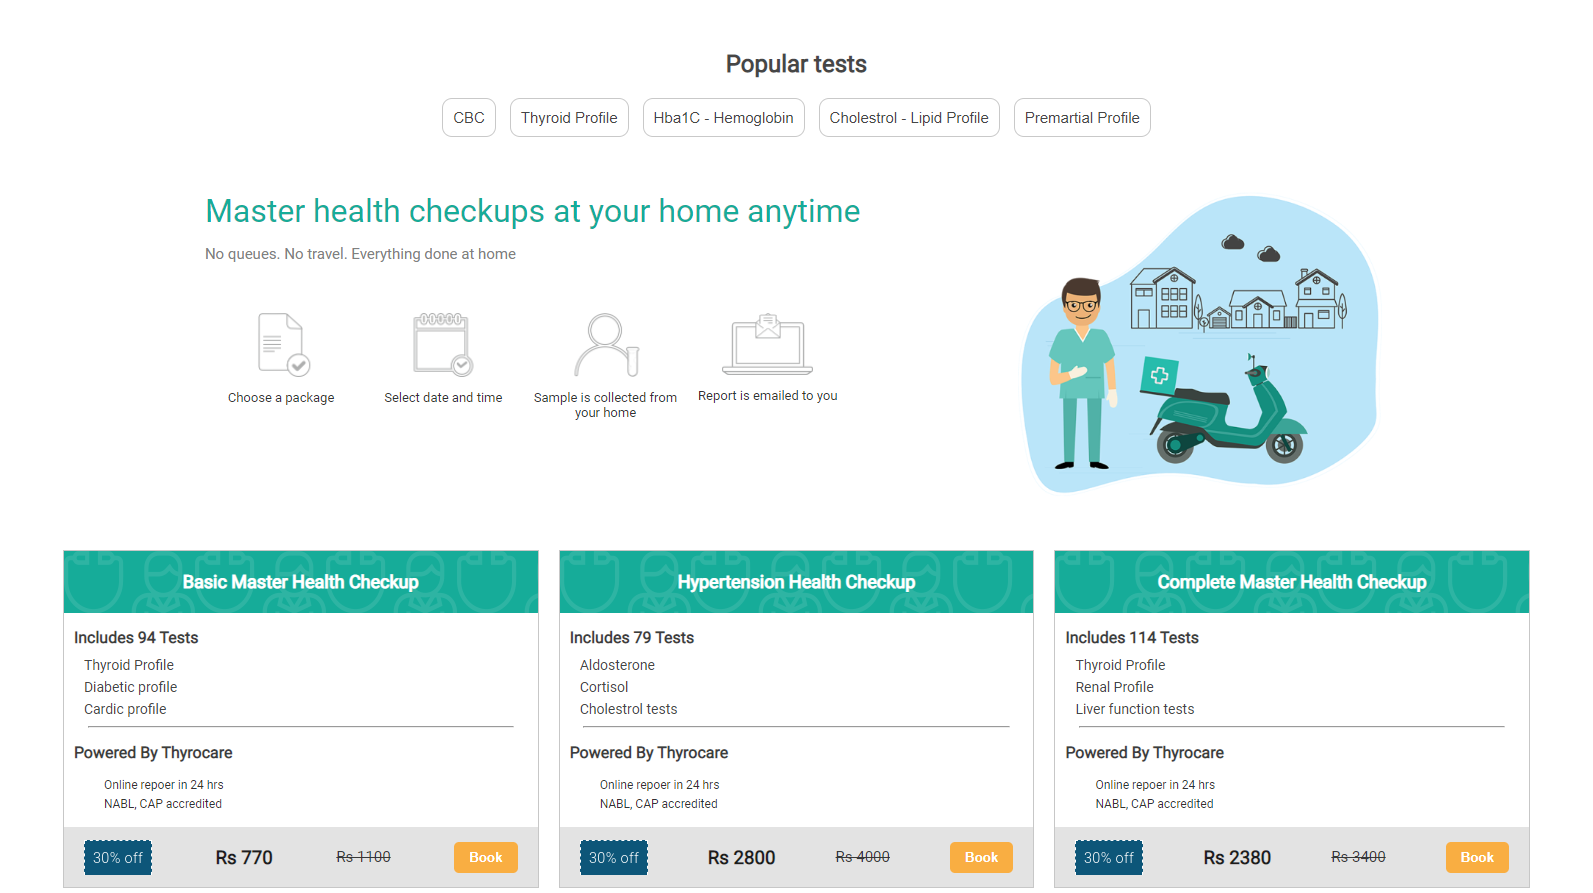 Popular tests
CBC Thyroid Profile Hba1C - Hemoglobin Cholestrol - Lipid Profile Premartial Profile
Master health checkups at your home anytime
No queues. No travel. Everything done at home
Choose a package
Select date and time
Sample is collected from
your home
Report is emailed to you
Basic Master Health Checkup
Includes 94 Tests
Thyroid Profile
Diabetic profile
Cardic profile
Powered By Thyrocare
Online repoer in 24 hrs
NABL, CAP accredited
30% off Rs 770 Rs 1100 Book
Hypertension Health Checkup
Includes 79 Tests
Aldosterone
Cortisol
Cholestrol tests
Powered By Thyrocare
Online repoer in 24 hrs
NABL, CAP accredited
30% off Rs 2800 Rs 4000 Book
Complete Master Health Checkup
Includes 114 Tests
Thyroid Profile
Renal Profile
Liver function tests
Powered By Thyrocare
Online repoer in 24 hrs
NABL, CAP accredited
30% off Rs 2380 Rs 3400 Book